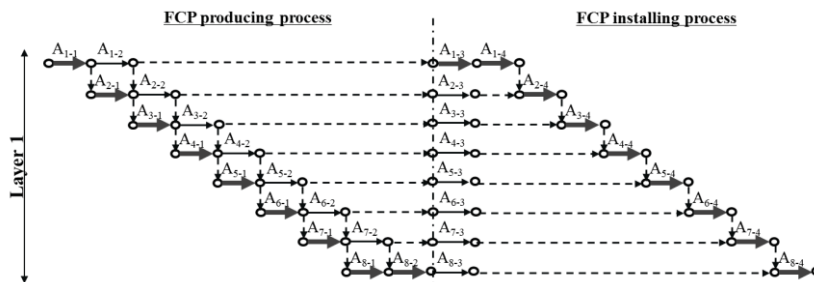 FCP producing process FCP installing process
Layer 1
A1-1 A1-2 A1-3 A1-4
A2-1 A2-2 A2-3 A2-4
A3-1 A3-2 A3-3 A3-4
A4-1 A4-2 A4-3 A4-4
A5-1 A5-2 A5-3 A5-4
A6-1 A6-2 A6-3 A6-4
A7-1 A7-2 A7-3 A7-4
A8-1 A8-2 A8-3 A8-4